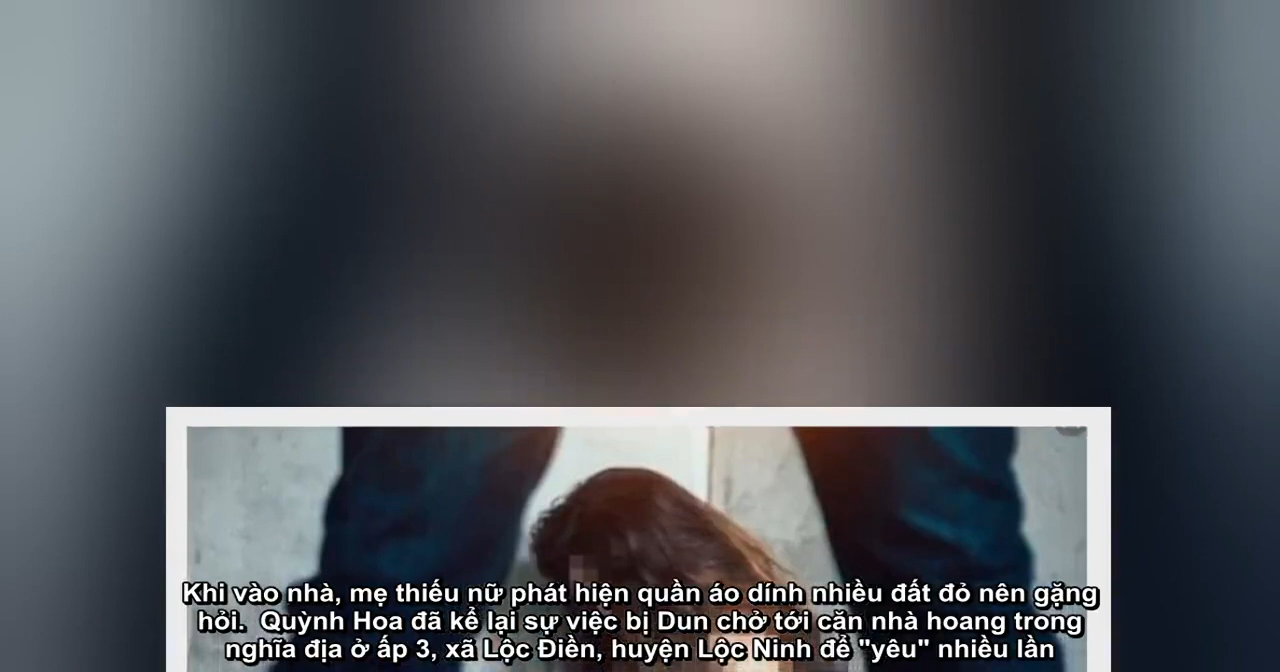 Khi vào nhà, mẹ thiếu nữ phát hiện quần áo dính nhiều đất đỏ nên gặng
hỏi. Quỳnh Hoa đã kể lại sự việc bị Dun chở tới căn nhà hoang trong
nghĩa địa ở ấp 3, xã Lộc Điền, huyện Lộc Ninh để "yêu" nhiều lần